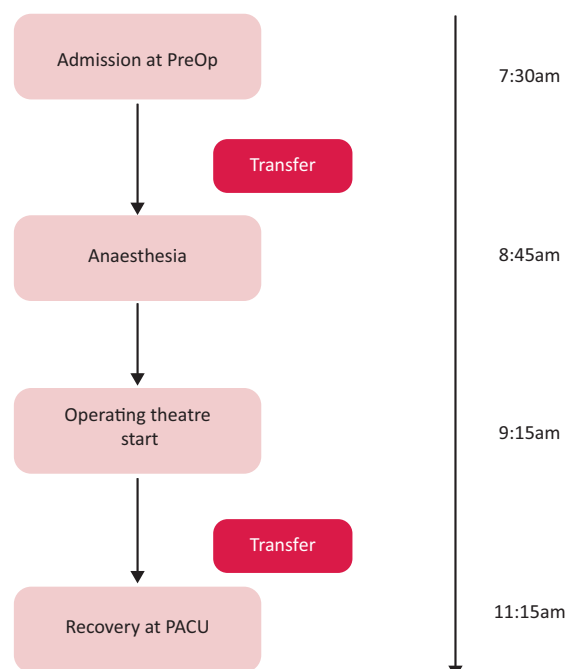 Admission at PreOp
7:30am
Transfer
Anaesthesia
8:45am
Operating theatre
start
9:15am
Transfer
Recovery at PACU
11:15am